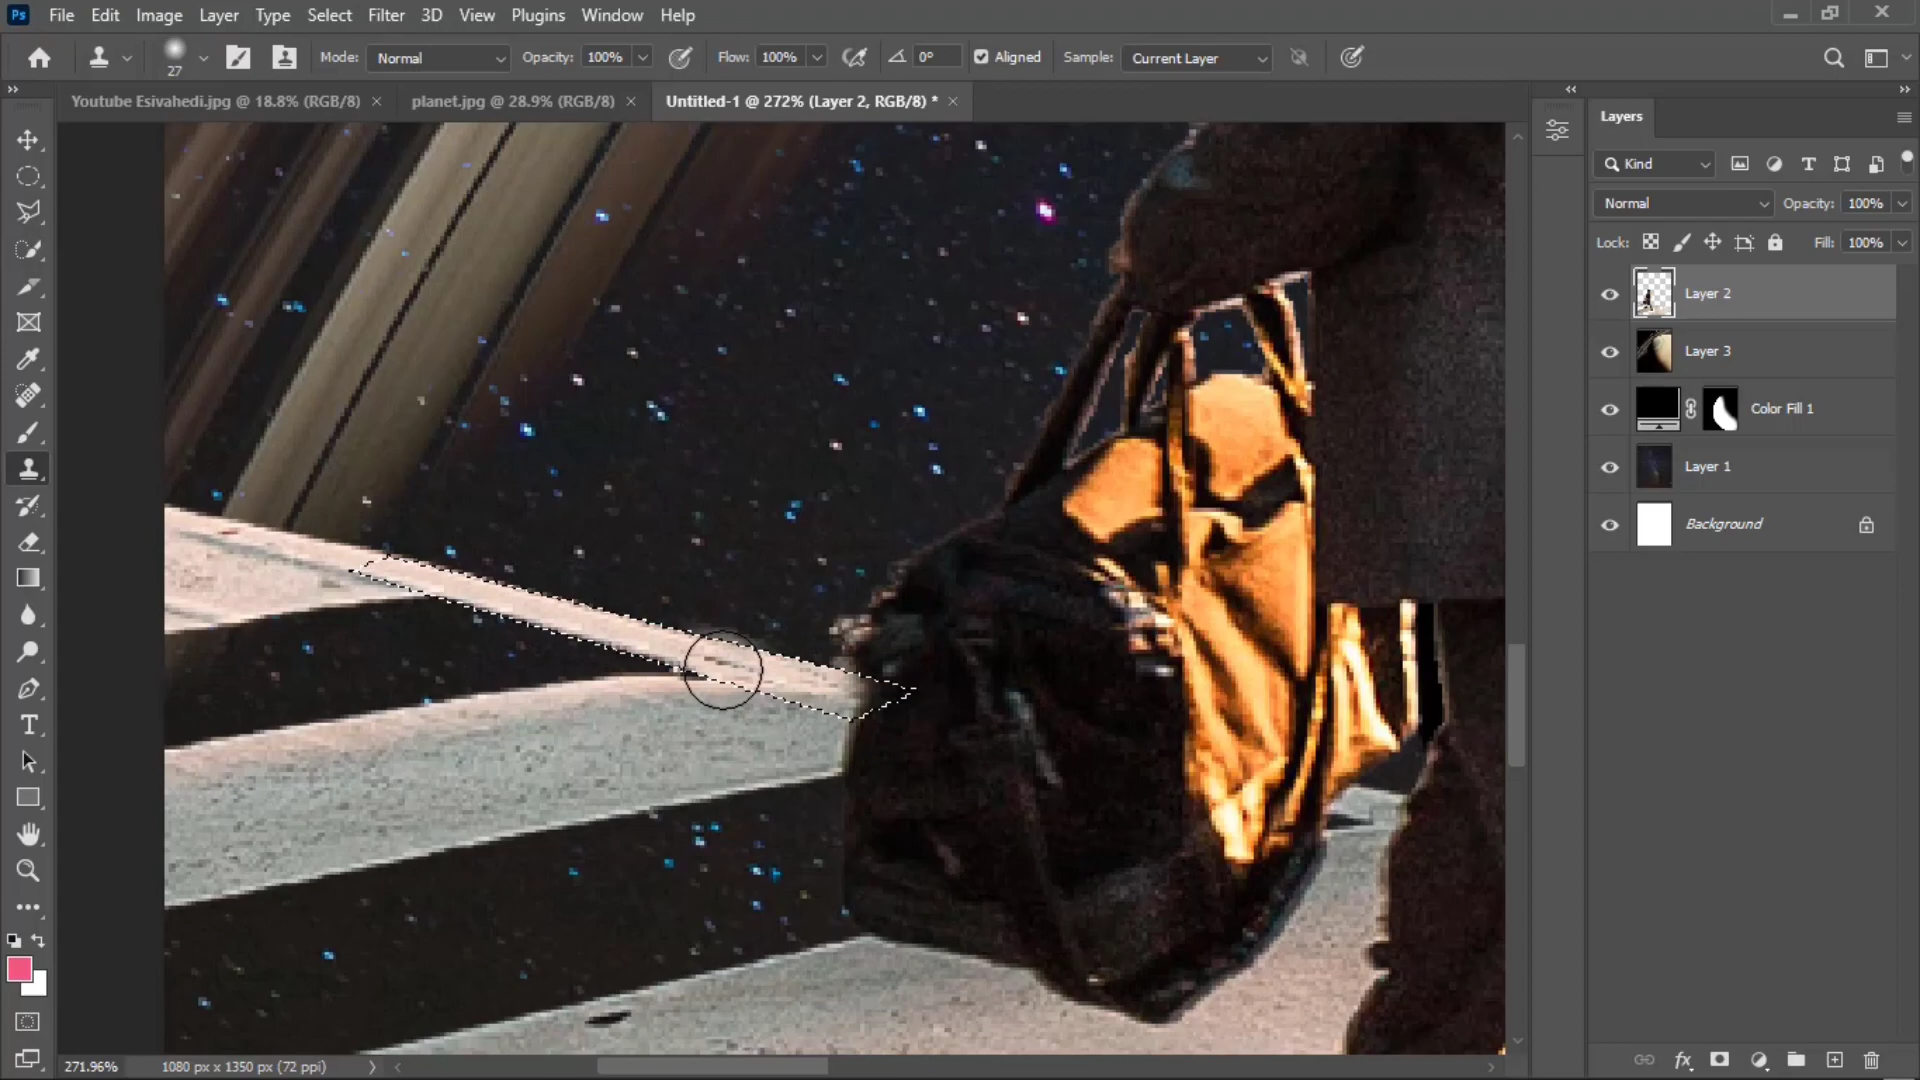 Ps File Edit Image Layer Type Select Filter 3D View Plugins Window Help
27 Mode: Normal Opacity: 100% Flow: 100% 0° Aligned Sample: Current Layer
Youtube Esivahedi.jpg @ 18.8% (RGB/8) planet.jpg @ 28.9% (RGB/8) Untitled-1 @ 272% (Layer 2, RGB/8) *
Layers
Kind
Normal Opacity: 100%
Lock: Fill: 100%
Layer 2
Layer 3
Color Fill 1
Layer 1
Background
271.96% 1080 px x 1350 px (72 ppi)